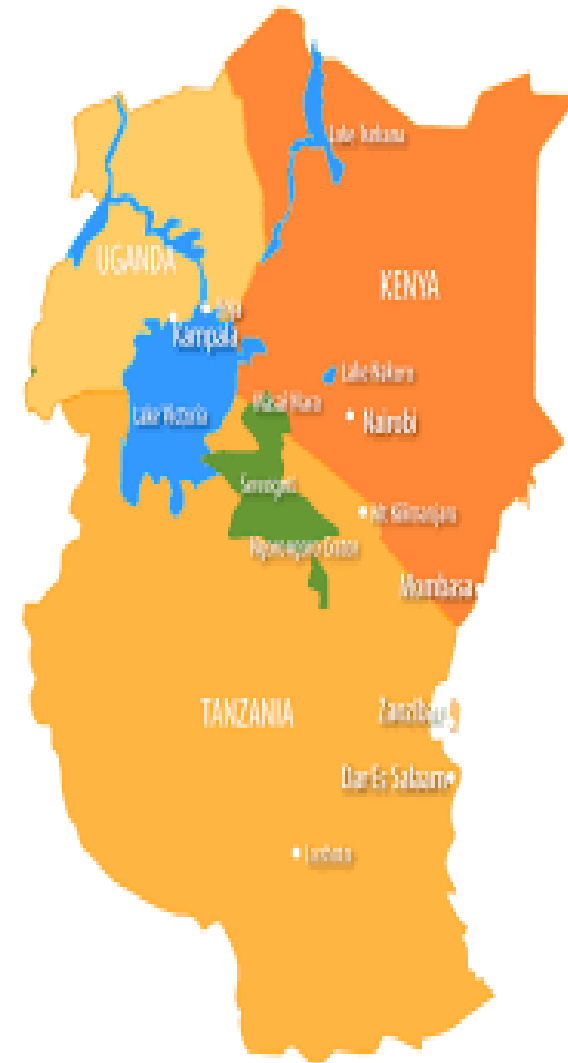 Lake Turkana
UGANDA
KENYA
Jinja
Kampala
Lake Nakuru
Masai Mara
Lake Victoria
Nairobi
Serengeti
Mt Kilimanjaro
Ngorongoro Crater
Mombasa
TANZANIA
Zanzibar
Dar Es Salaam
Lushoto